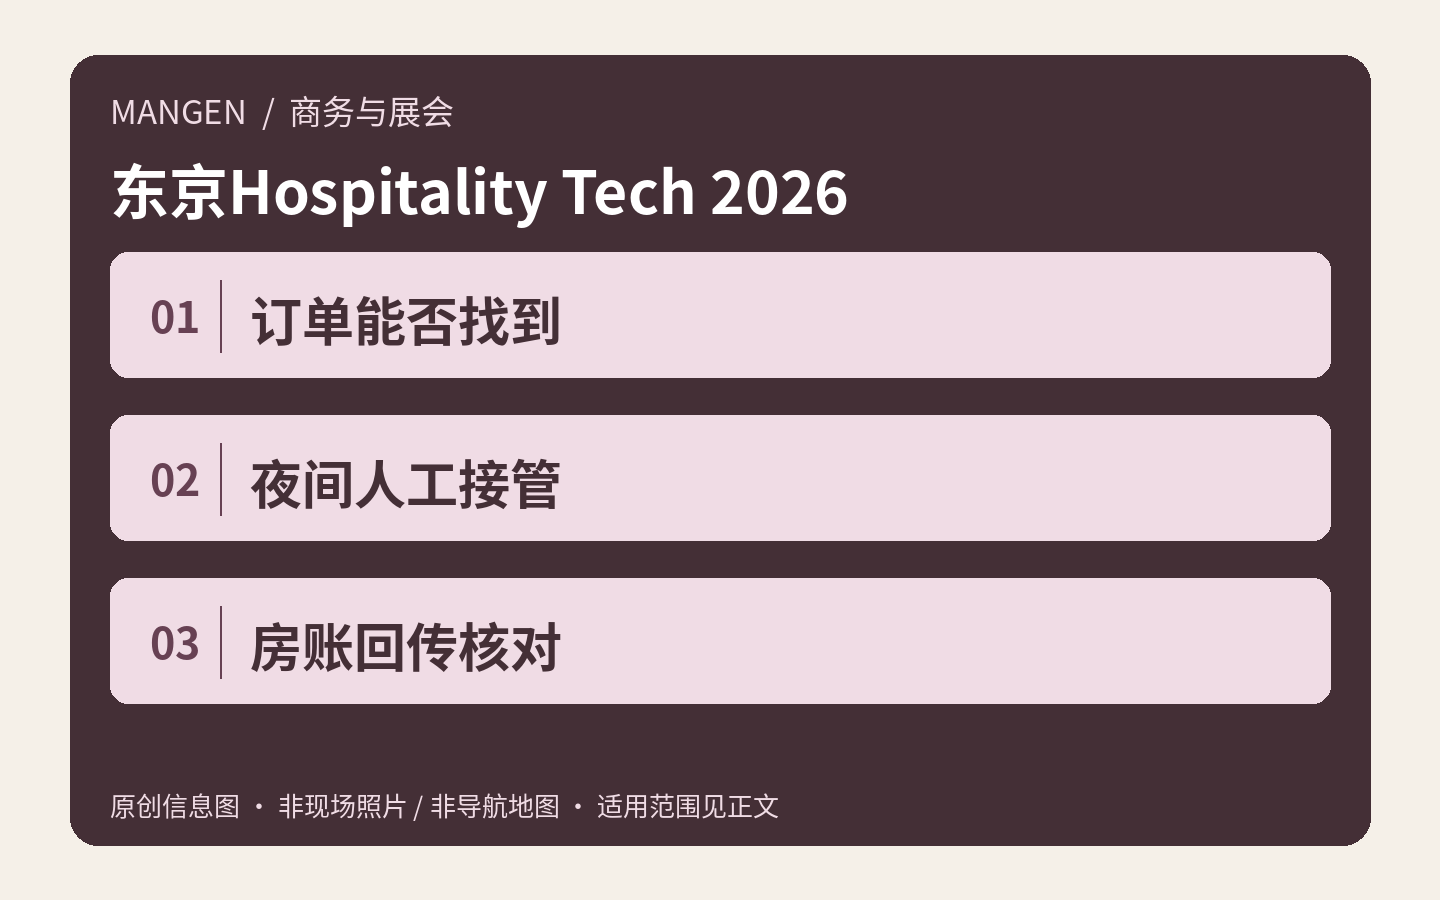 MANGEN / 商务与展会
东京Hospitality Tech 2026
01 订单能否找到
02 夜间人工接管
03 房账回传核对
原创信息图 · 非现场照片 / 非导航地图 · 适用范围见正文